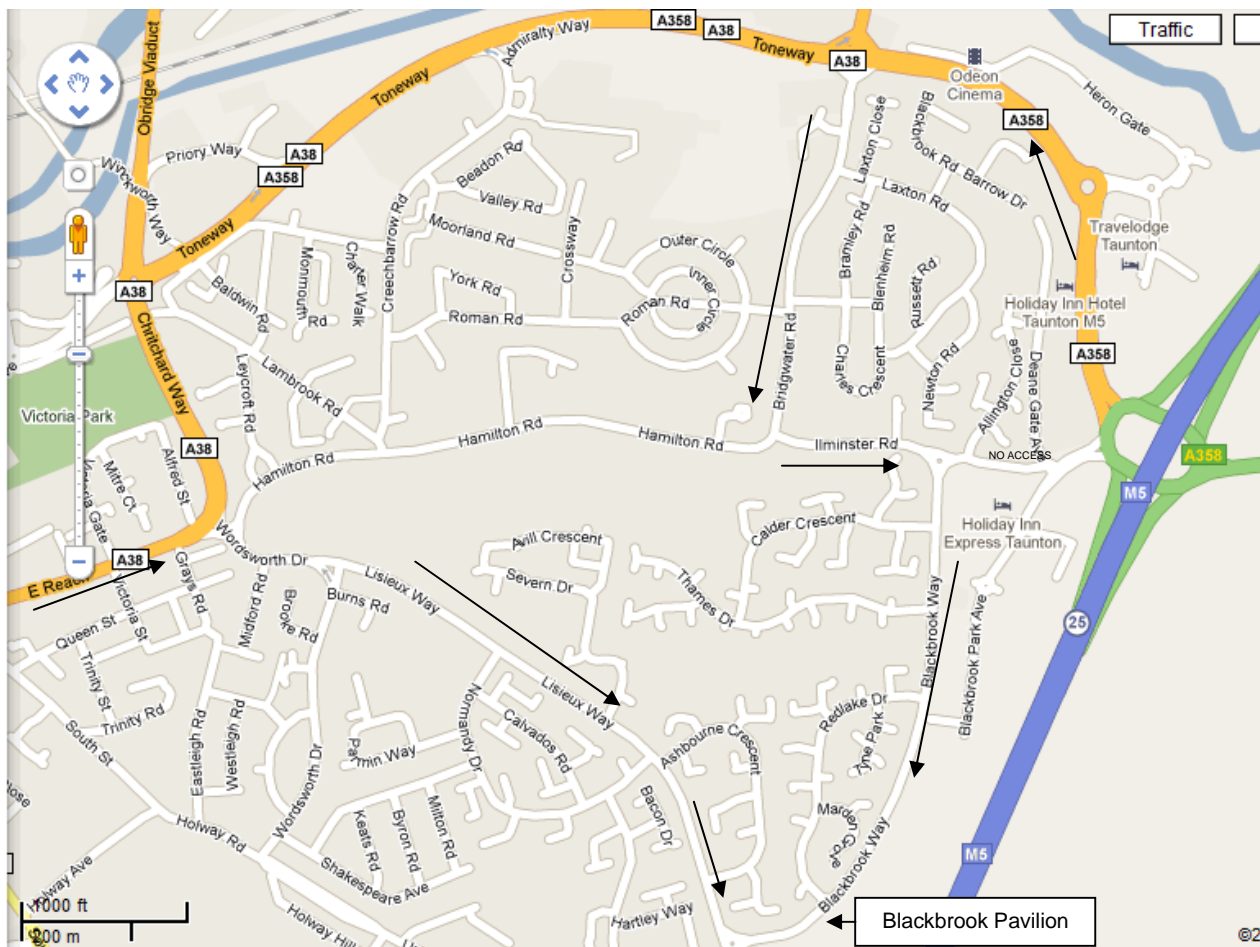 A358
A38
Toneway
Admiralty Way
Traffic
Obridge Viaduct
Toneway
A38
Odeon
Cinema
Heron Gate
Blackbrook Rd
Laxton Close
A358
Priory Way
A38
A358
Winckworth Way
Beadon Rd
Barrow Dr
Valley Rd
Laxton Rd
Toneway
Creechbarrow Rd
Moorland Rd
Crossway
Outer Circle
Bramley Rd
Blenheim Rd
Travelodge
Taunton
Charter Walk
Monmouth Rd
Baldwin Rd
York Rd
Inner Circle
Russett Rd
A38
Roman Rd
Roman Rd
Holiday Inn Hotel
Taunton M5
Chritchard Way
Leycroft Rd
Lambrook Rd
Bridgwater Rd
Charles Crescent
Newton Rd
Allington Close
Deane Gate Ave
A358
Victoria Park
A38
Hamilton Rd
Hamilton Rd
Hamilton Rd
Ilminster Rd
NO ACCESS
A358
M5
Mitre Ct
Alfred St
Victoria Gate
Wordsworth Dr
Avill Crescent
Calder Crescent
Holiday Inn
Express Taunton
A38
E Reach
Grays Rd
Lisieux Way
Severn Dr
Thames Dr
Victoria St
Midford Rd
Brooke Rd
Burns Rd
Queen St
Trinity St
Trinity Rd
25
Blackbrook Way
Blackbrook Park Ave
South St
Eastleigh Rd
Westleigh Rd
Wordsworth Dr
Parmin Way
Normandy Dr
Lisieux Way
Calvados Rd
Ashbourne Crescent
Redlake Dr
Tyne Park
Close
Holway Rd
Keats Rd
Byron Rd
Milton Rd
Bacon Dr
Marden Grove
Blackbrook Way
M5
Holway Ave
Shakespeare Ave
1000 ft
200 m
Holway Hill
Hartley Way
Blackbrook Pavilion
©2